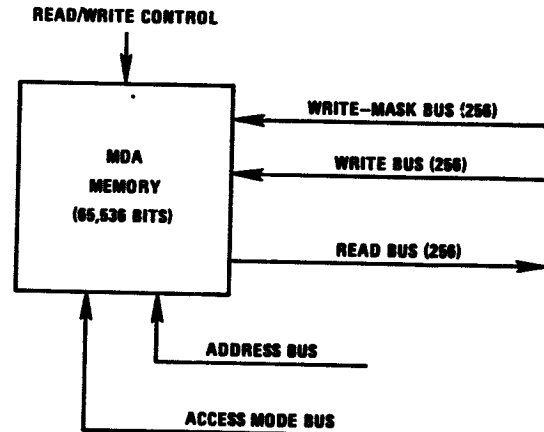 READ/WRITE CONTROL
WRITE-MASK BUS (256)
MDA
MEMORY
(65,536 BITS)
WRITE BUS (256)
READ BUS (256)
ADDRESS BUS
ACCESS MODE BUS